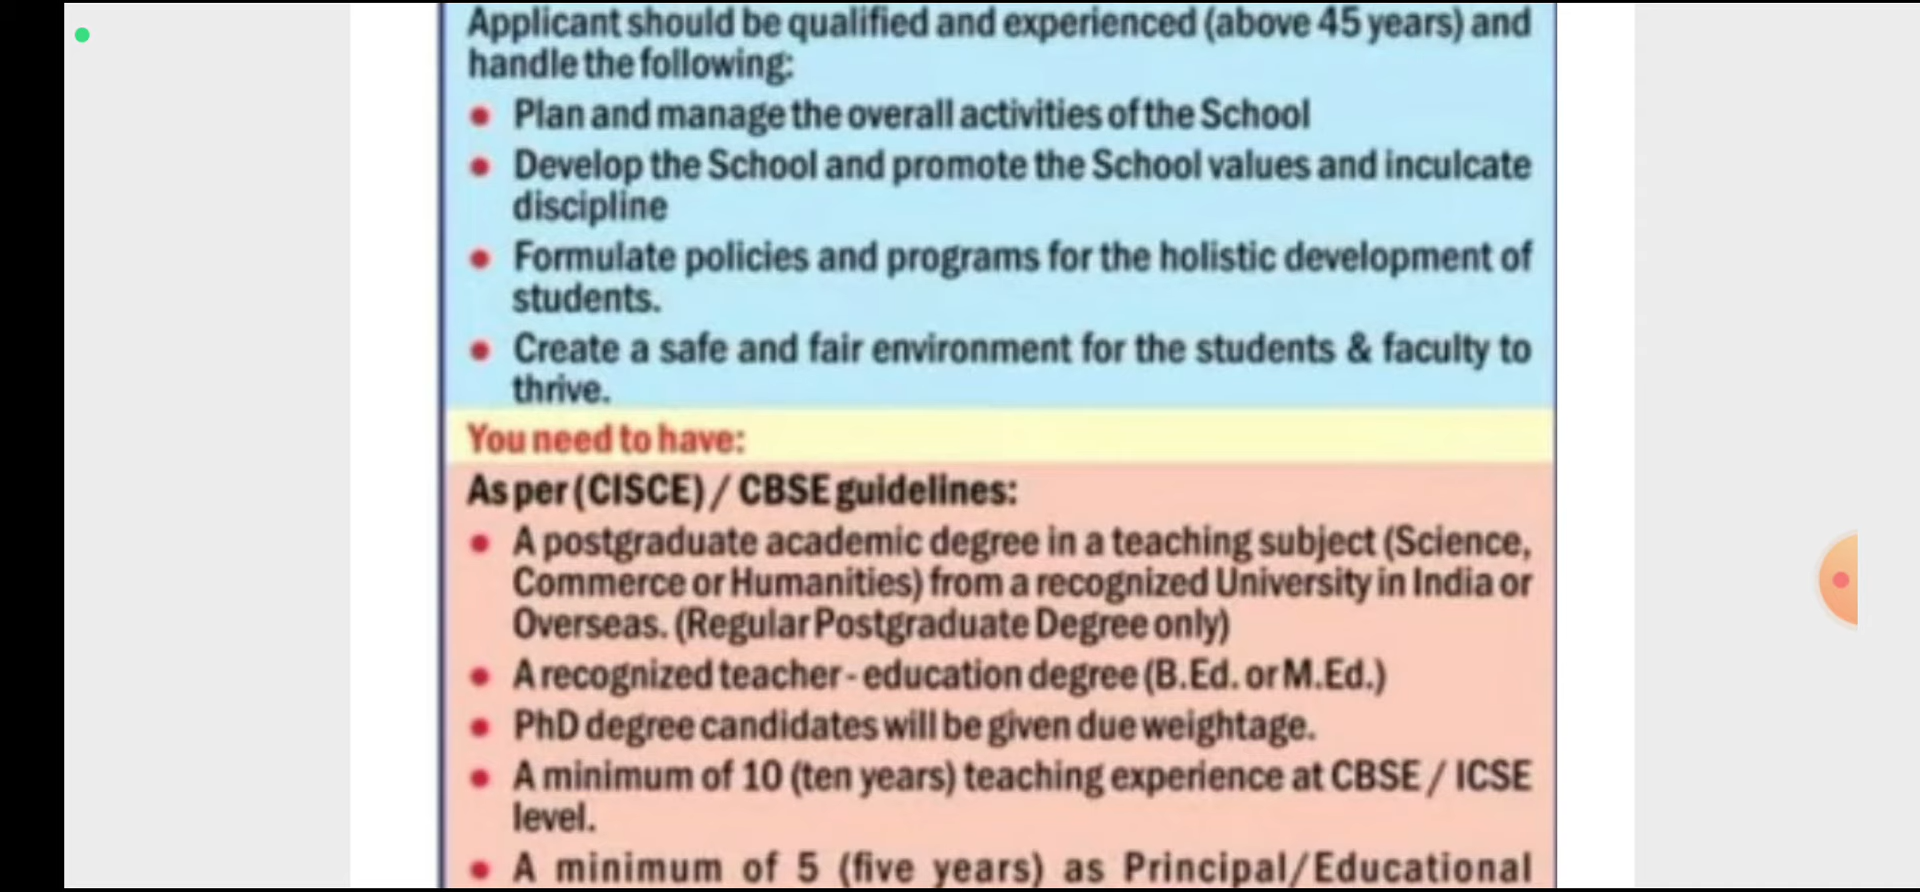 Applicant should be qualified and experienced (above 45 years) and
handle the following:
• Plan and manage the overall activities of the School
• Develop the School and promote the School values and inculcate
discipline
• Formulate policies and programs for the holistic development of
students.
• Create a safe and fair environment for the students & faculty to
thrive.
You need to have:
As per (CISCE) / CBSE guidelines:
• A postgraduate academic degree in a teaching subject (Science,
Commerce or Humanities) from a recognized University in India or
Overseas. (Regular Postgraduate Degree only)
• A recognized teacher - education degree (B.Ed. or M.Ed.)
• PhD degree candidates will be given due weightage.
• A minimum of 10 (ten years) teaching experience at CBSE / ICSE
level.
• A minimum of 5 (five years) as Principal/Educational